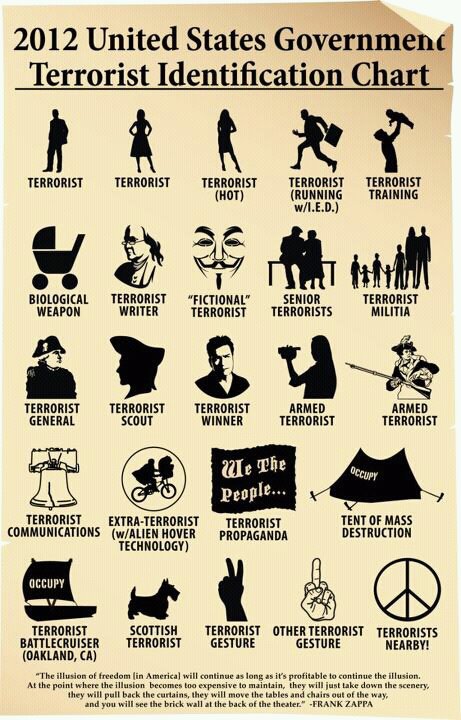 2012 United States Government
Terrorist Identification Chart
TERRORIST
TERRORIST
TERRORIST
(HOT)
TERRORIST
(RUNNING
w/I.E.D.)
TERRORIST
TRAINING
BIOLOGICAL
WEAPON
TERRORIST
WRITER
“FICTIONAL”
TERRORIST
SENIOR
TERRORISTS
TERRORIST
MILITIA
TERRORIST
GENERAL
TERRORIST
SCOUT
TERRORIST
WINNER
ARMED
TERRORIST
ARMED
TERRORIST
TERRORIST
COMMUNICATIONS
EXTRA-TERRORIST
(w/ALIEN HOVER
TECHNOLOGY)
We The
People...
TERRORIST
PROPAGANDA
OCCUPY
TENT OF MASS
DESTRUCTION
OCCUPY
TERRORIST
BATTLECRUISER
(OAKLAND, CA)
SCOTTISH
TERRORIST
TERRORIST
GESTURE
OTHER TERRORIST
GESTURE
TERRORISTS
NEARBY!
"The illusion of freedom [in America] will continue as long as it's profitable to continue the illusion.
At the point where the illusion becomes too expensive to maintain, they will just take down the scenery,
they will pull back the curtains, they will move the tables and chairs out of the way,
and you will see the brick wall at the back of the theater." -FRANK ZAPPA